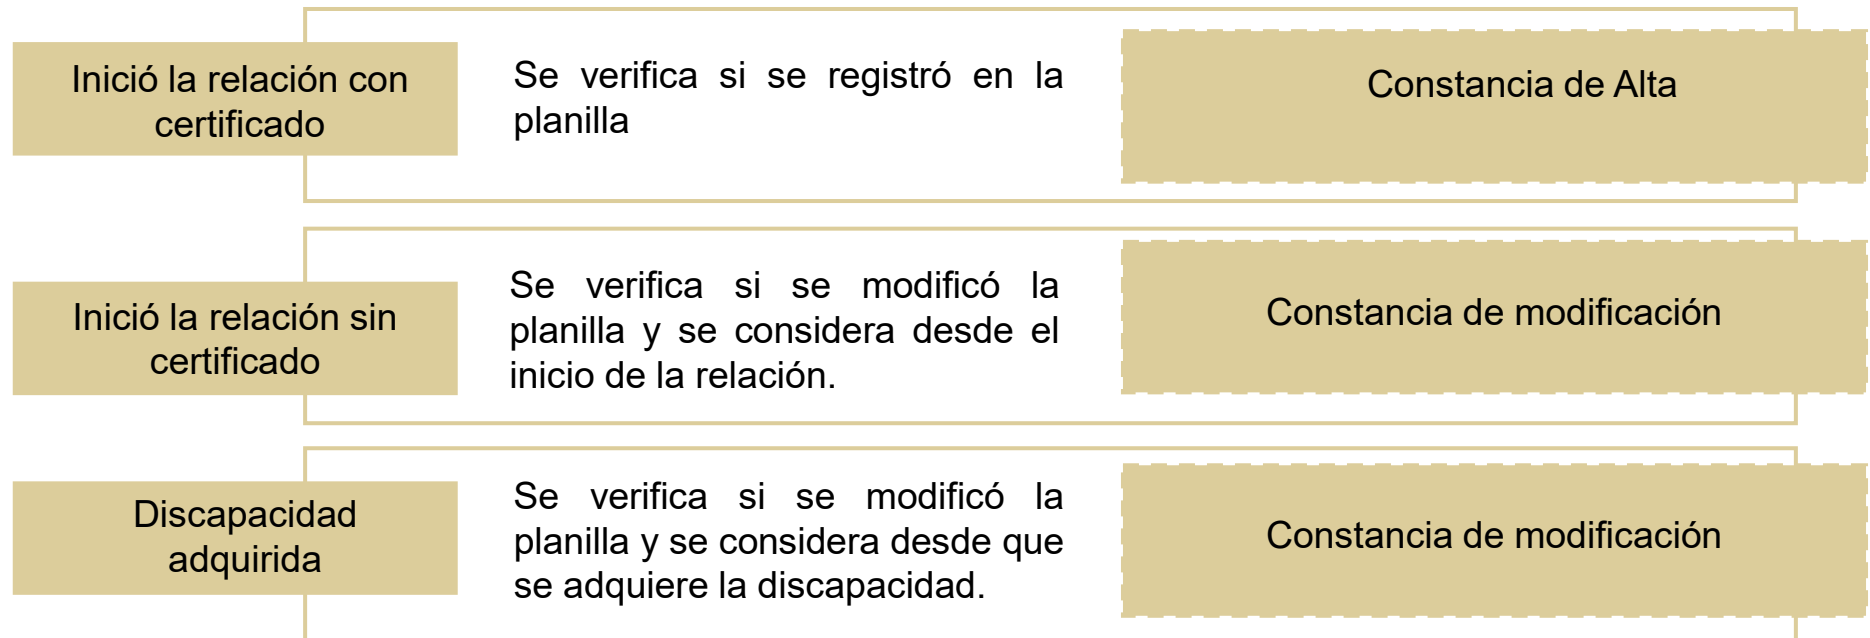 Inició la relación con
certificado
Se verifica si se registró en la
planilla
Constancia de Alta
Inició la relación sin
certificado
Se verifica si se modificó la
planilla y se considera desde el
inicio de la relación.
Constancia de modificación
Discapacidad
adquirida
Se verifica si se modificó la
planilla y se considera desde que
se adquiere la discapacidad.
Constancia de modificación